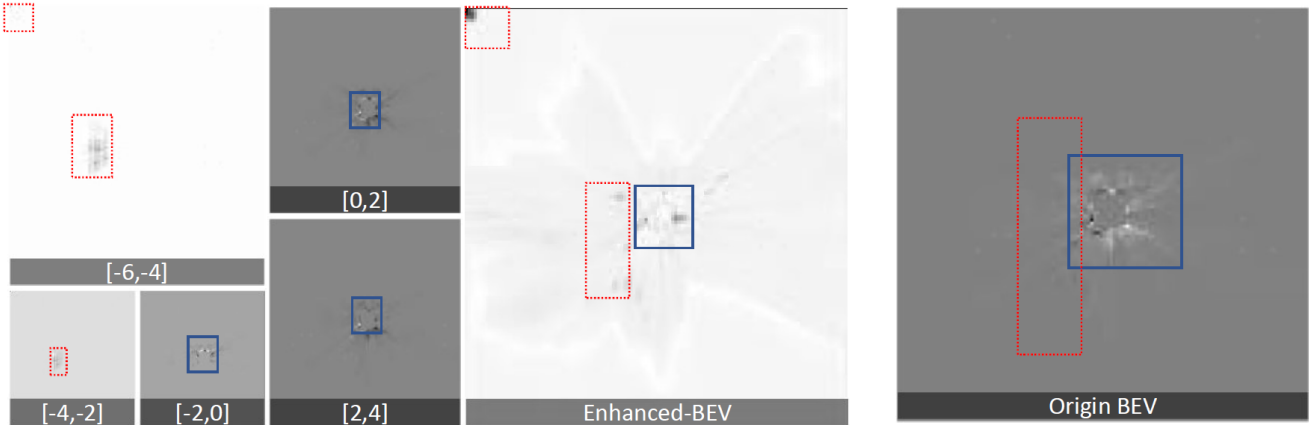 [-6,-4]
[0,2]
[-4,-2]
[-2,0]
[2,4]
Enhanced-BEV
Origin BEV